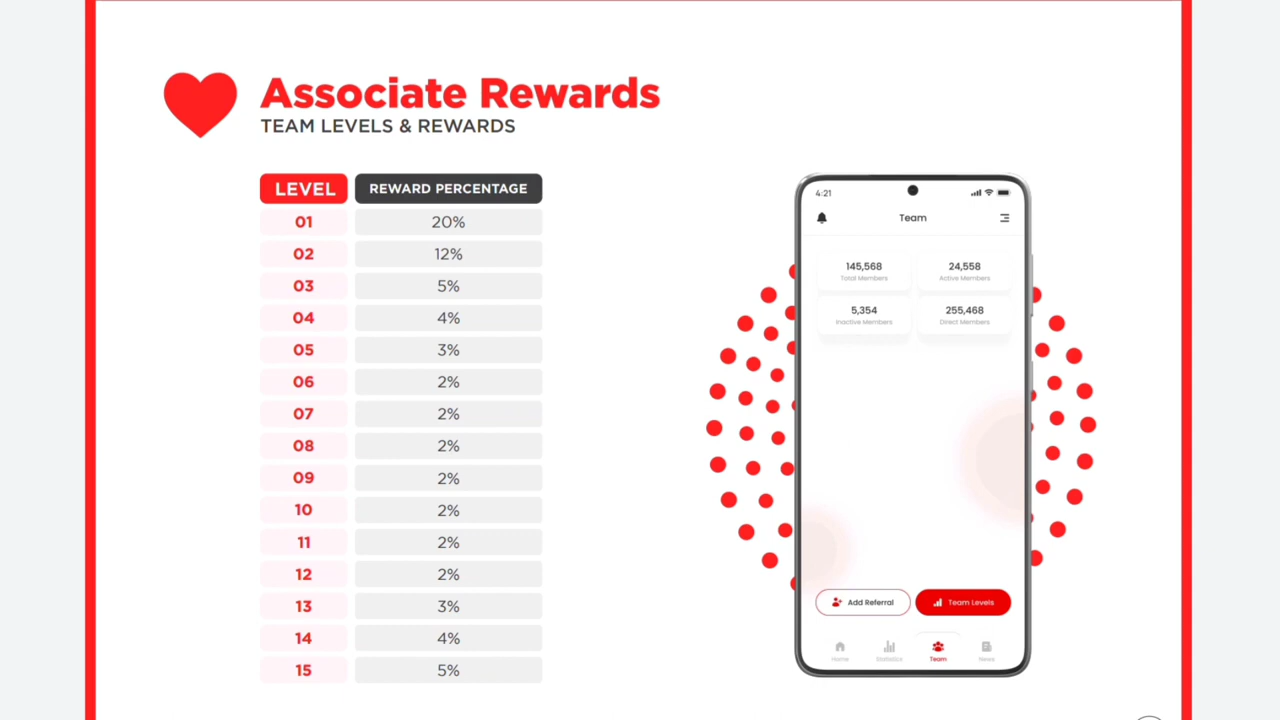 Associate Rewards
TEAM LEVELS & REWARDS
LEVEL REWARD PERCENTAGE
01 20%
02 12%
03 5%
04 4%
05 3%
06 2%
07 2%
08 2%
09 2%
10 2%
11 2%
12 2%
13 3%
14 4%
15 5%
4:21
Team
145,568 24,558
Total Members Active Members
5,354 255,468
Inactive Members Direct Members
Add Referral Team Levels
Home Statistics Team News